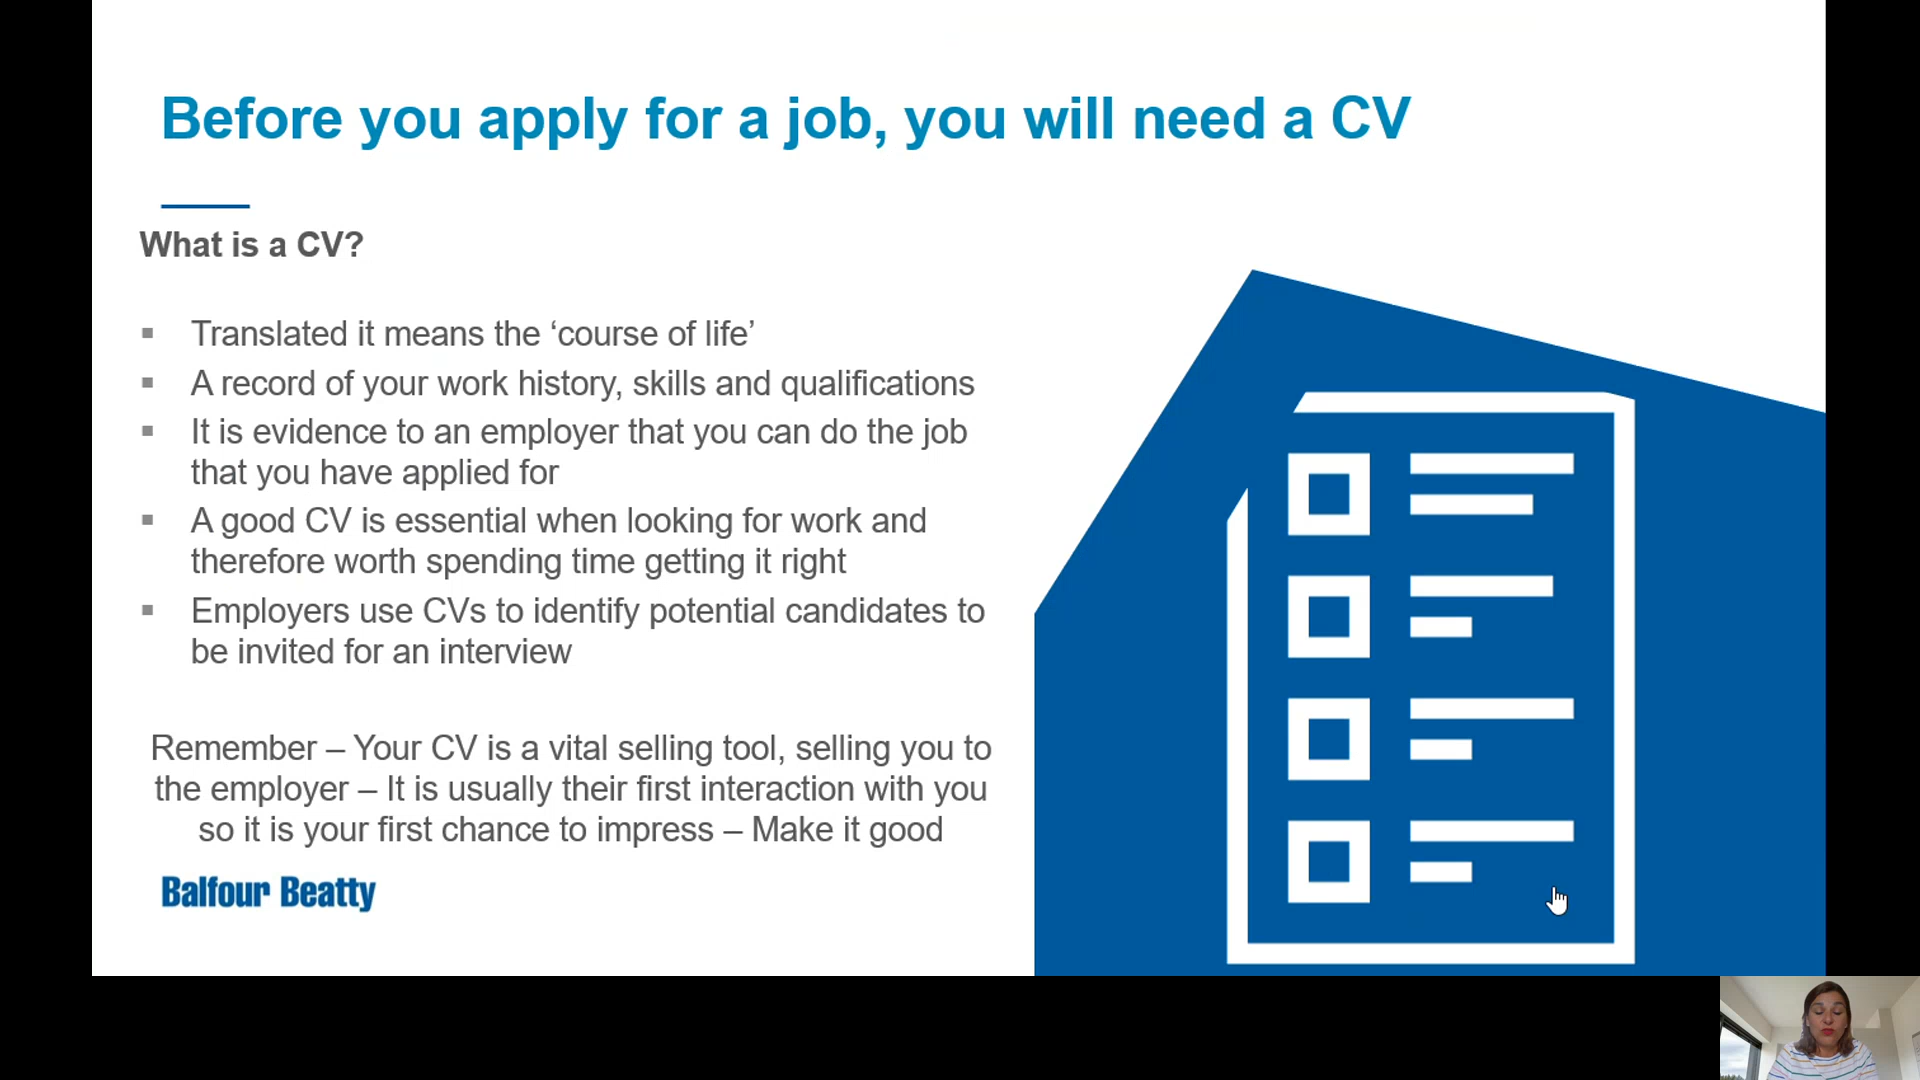 Before you apply for a job, you will need a CV
What is a CV?
▪ Translated it means the ‘course of life’
▪ A record of your work history, skills and qualifications
▪ It is evidence to an employer that you can do the job
that you have applied for
▪ A good CV is essential when looking for work and
therefore worth spending time getting it right
▪ Employers use CVs to identify potential candidates to
be invited for an interview
Remember – Your CV is a vital selling tool, selling you to
the employer – It is usually their first interaction with you
so it is your first chance to impress – Make it good
Balfour Beatty